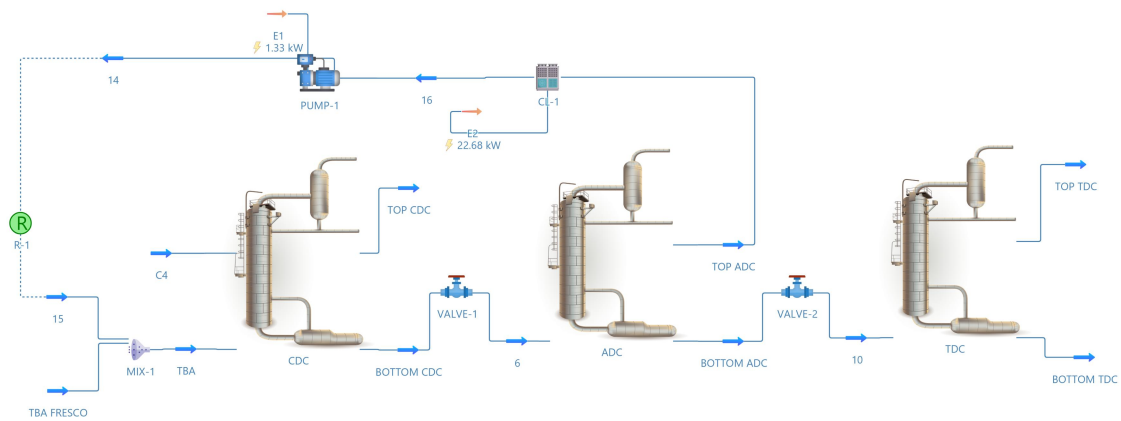 E1
1.33 kW
14
PUMP-1
16
CL-1
E2
22.68 kW
TOP CDC
TOP TDC
R
R-1
C4
TOP ADC
15
VALVE-1
VALVE-2
MIX-1
TBA
CDC
BOTTOM CDC
6
ADC
BOTTOM ADC
10
TDC
BOTTOM TDC
TBA FRESCO